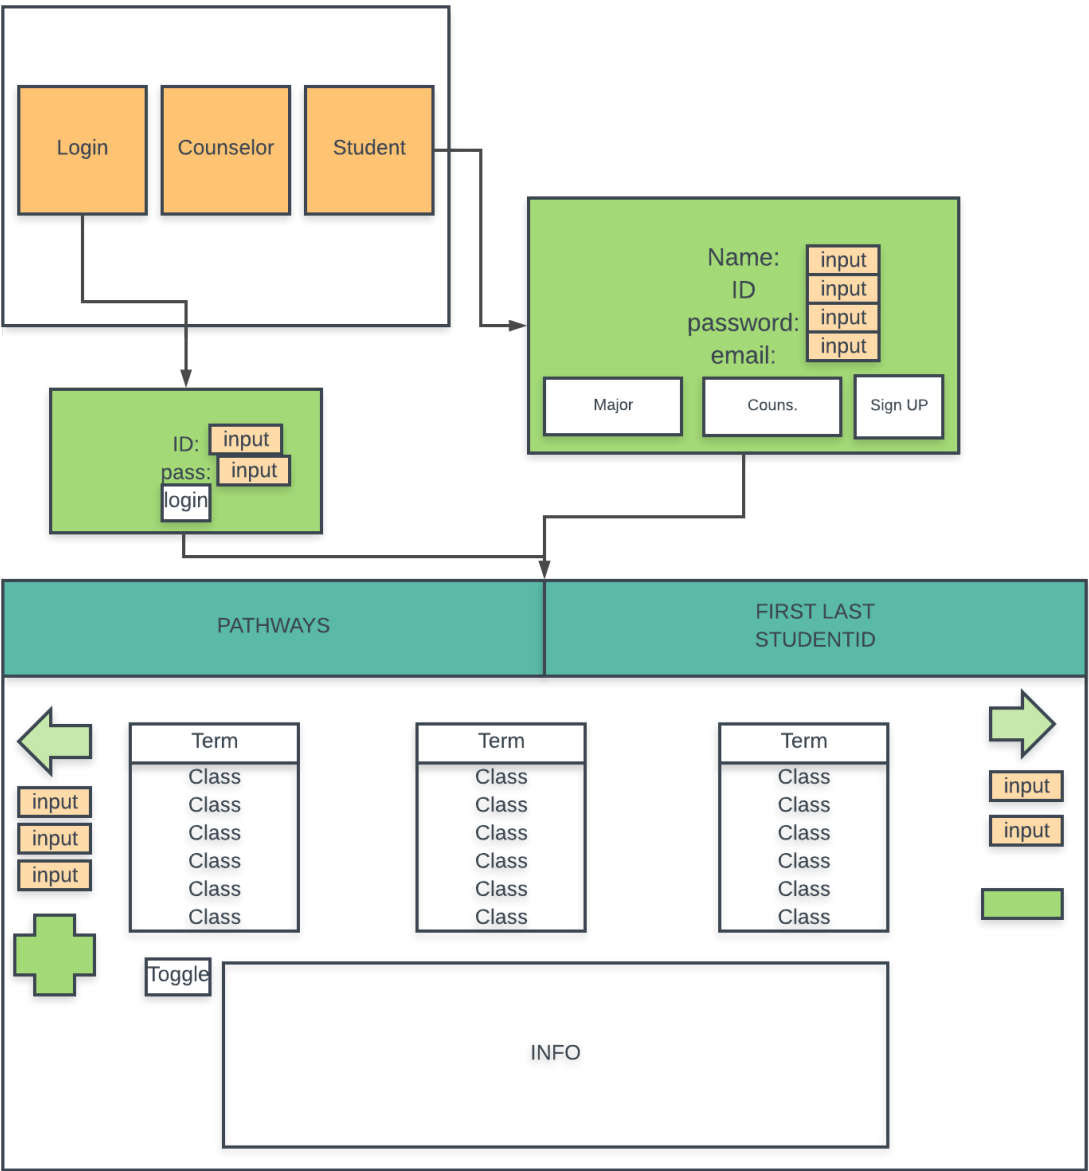 Login
Counselor
Student
Name:
input
ID
input
password:
input
email:
input
Major
Couns.
Sign UP
ID:
input
pass:
input
login
PATHWAYS
FIRST LAST
STUDENTID
Term
Class
Class
Class
Class
Class
Class
Term
Class
Class
Class
Class
Class
Class
Term
Class
Class
Class
Class
Class
Class
input
input
input
input
input
Toggle
INFO